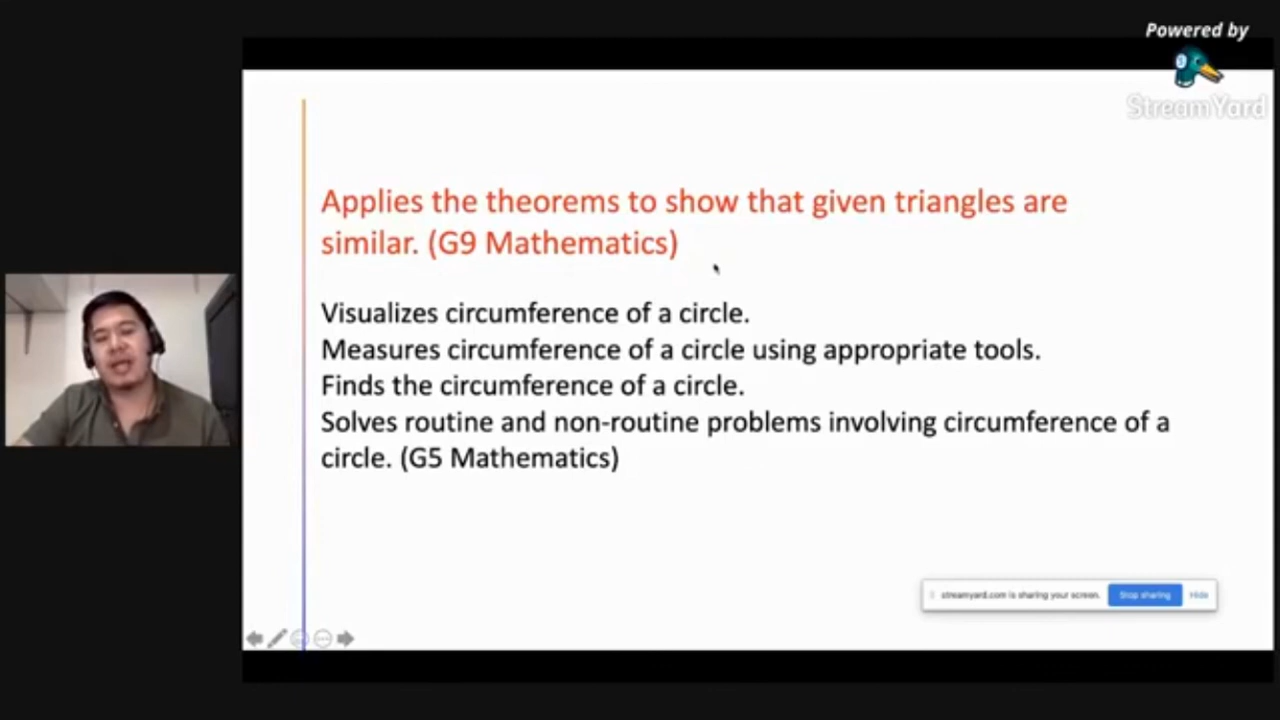 Powered by
StreamYard
Applies the theorems to show that given triangles are
similar. (G9 Mathematics)
Visualizes circumference of a circle.
Measures circumference of a circle using appropriate tools.
Finds the circumference of a circle.
Solves routine and non-routine problems involving circumference of a
circle. (G5 Mathematics)
streamyard.com is sharing your screen. Stop sharing Hide